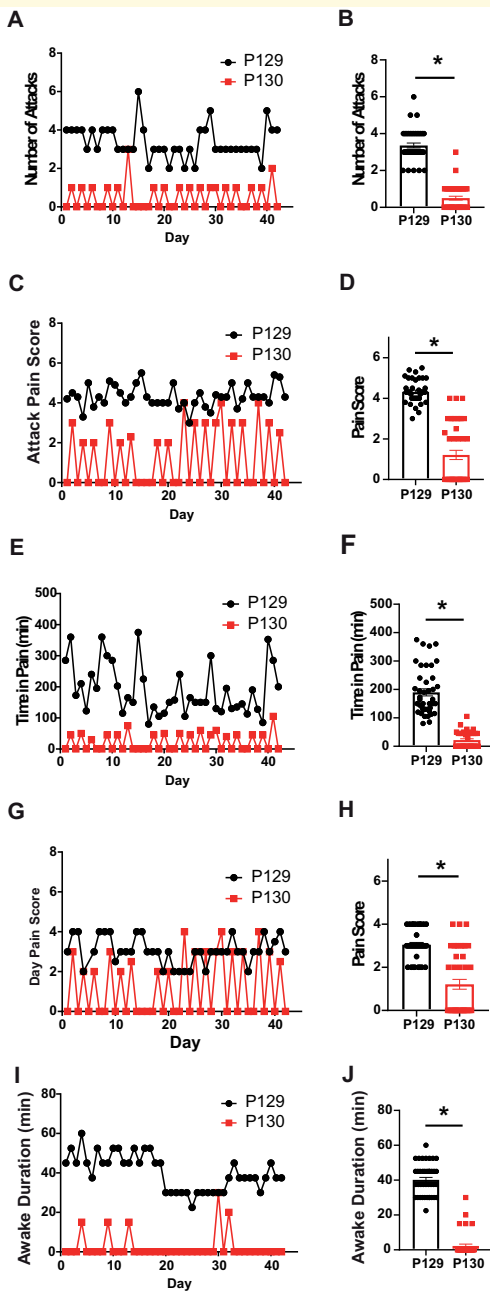 A
Number of Attacks
8
6
4
2
0
P129
P130
0 10 20 30 40
Day
B
Number of Attacks
8
6
4
2
0
*
P129 P130
C
Attack Pain Score
8
6
4
2
0
P129
P130
0 10 20 30 40
Day
D
Pain Score
6
4
2
0
*
P129 P130
E
Time in Pain (min)
500
400
300
200
100
0
P129
P130
0 10 20 30 40
Day
F
Time in Pain (min)
500
400
300
200
100
0
*
P129 P130
G
Day Pain Score
8
6
4
2
0
P129
P130
0 10 20 30 40
Day
H
Pain Score
6
4
2
0
*
P129 P130
I
Awake Duration (min)
80
60
40
20
0
P129
P130
0 10 20 30 40
Day
J
Awake Duration (min)
80
60
40
20
0
*
P129 P130